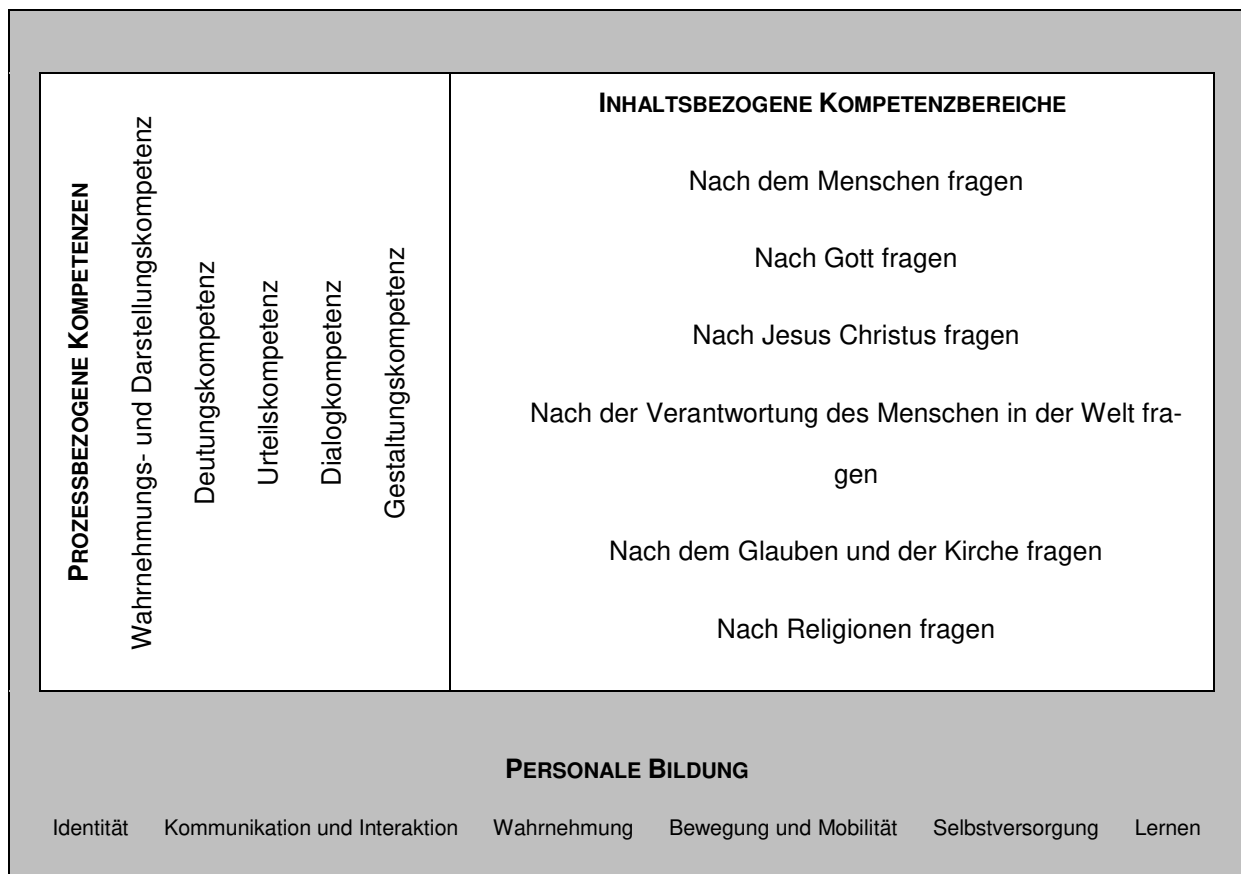 PROZESSBEZOGENE KOMPETENZEN
Wahrnehmungs- und Darstellungskompetenz
Deutungskompetenz
Urteilskompetenz
Dialogkompetenz
Gestaltungskompetenz
INHALTSBEZOGENE KOMPETENZBEREICHE
Nach dem Menschen fragen
Nach Gott fragen
Nach Jesus Christus fragen
Nach der Verantwortung des Menschen in der Welt fra-
gen
Nach dem Glauben und der Kirche fragen
Nach Religionen fragen
PERSONALE BILDUNG
Identität Kommunikation und Interaktion Wahrnehmung Bewegung und Mobilität Selbstversorgung Lernen